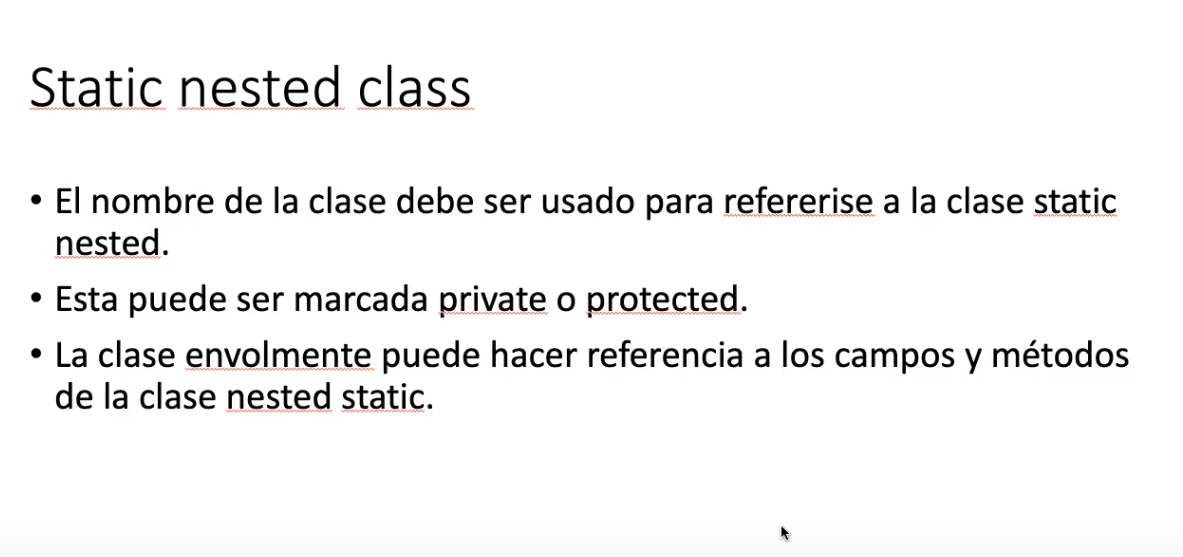 Static nested class
• El nombre de la clase debe ser usado para refererise a la clase static
nested.
• Esta puede ser marcada private o protected.
• La clase envolmente puede hacer referencia a los campos y métodos
de la clase nested static.